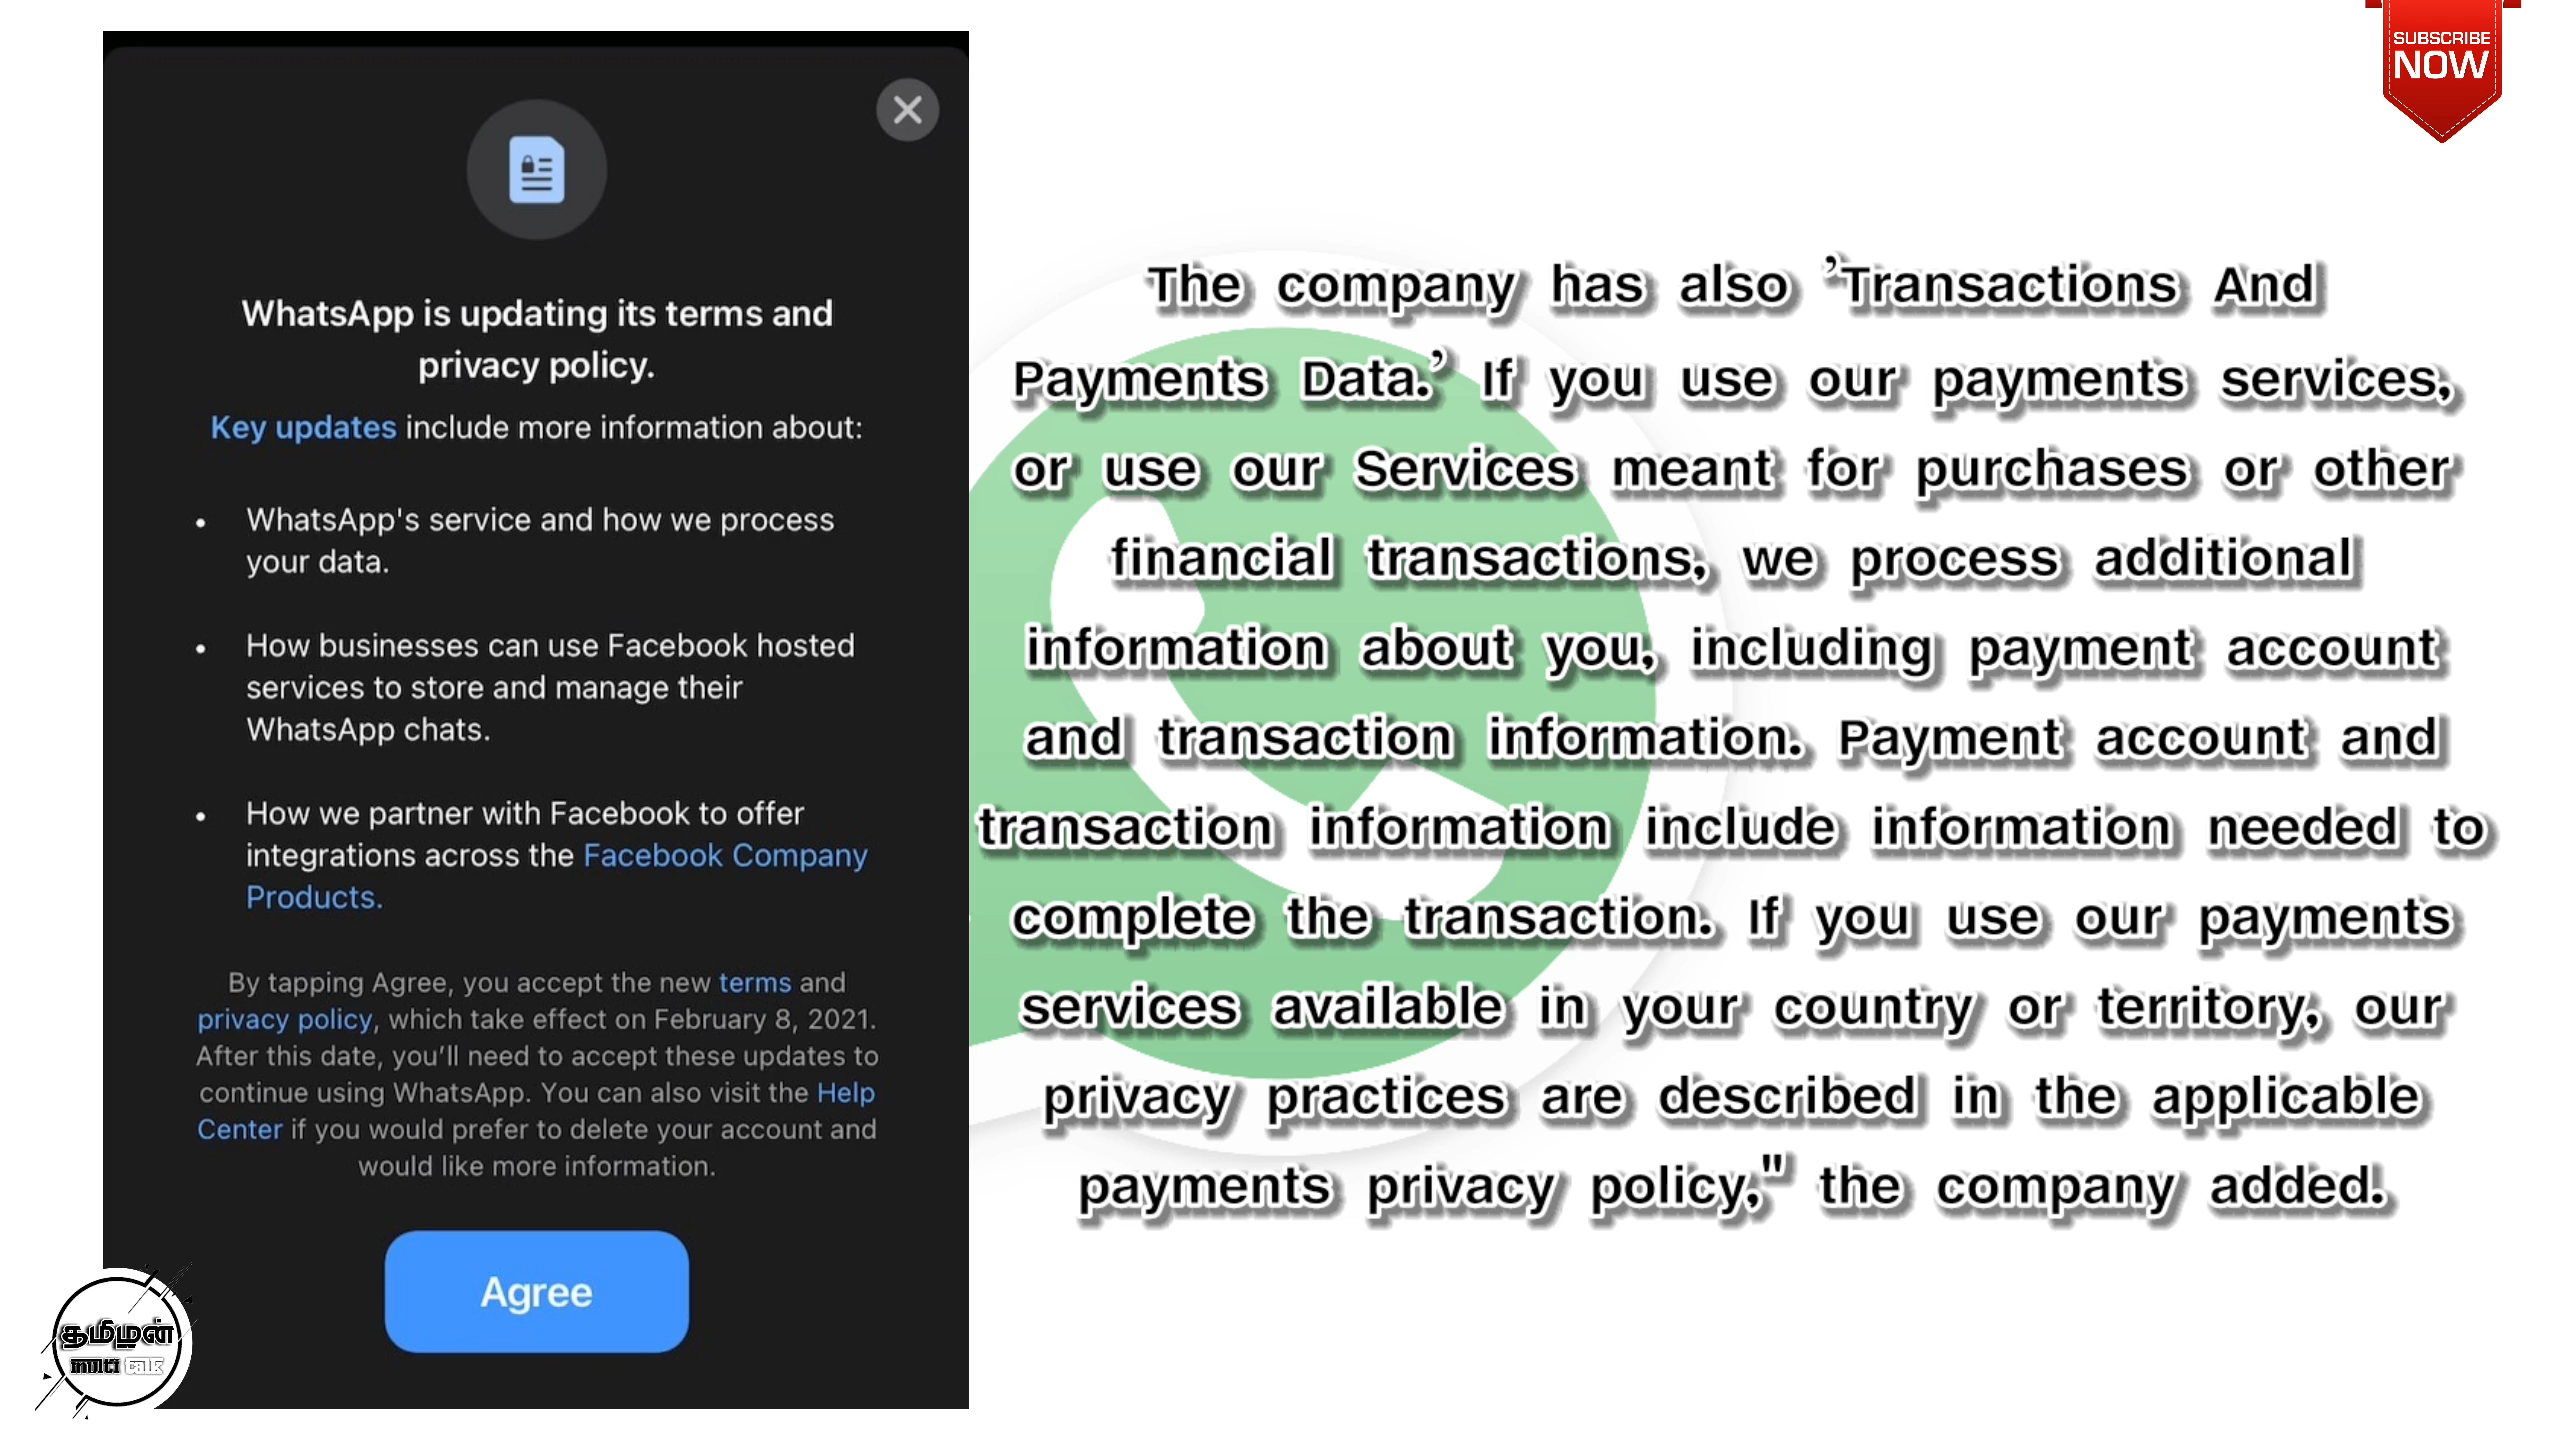 WhatsApp is updating its terms and
privacy policy.
Key updates include more information about:
• WhatsApp's service and how we process
your data.
• How businesses can use Facebook hosted
services to store and manage their
WhatsApp chats.
• How we partner with Facebook to offer
integrations across the Facebook Company
Products.
By tapping Agree, you accept the new terms and
privacy policy, which take effect on February 8, 2021.
After this date, you’ll need to accept these updates to
continue using WhatsApp. You can also visit the Help
Center if you would prefer to delete your account and
would like more information.
Agree
The company has also ’Transactions And
Payments Data.’ If you use our payments services,
or use our Services meant for purchases or other
financial transactions, we process additional
information about you, including payment account
and transaction information. Payment account and
transaction information include information needed to
complete the transaction. If you use our payments
services available in your country or territory, our
privacy practices are described in the applicable
payments privacy policy," the company added.
SUBSCRIBE
NOW
தமிழன்
multi talk